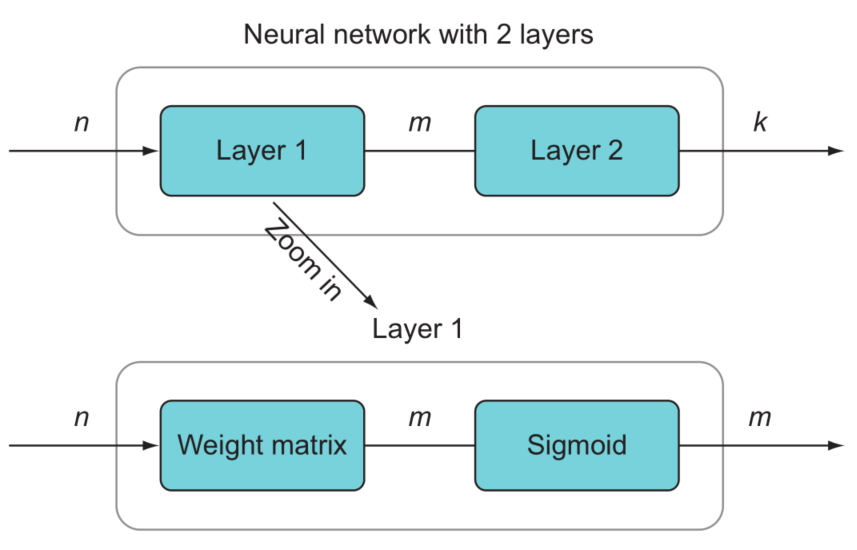 Neural network with 2 layers
n
Layer 1
m
Layer 2
k
Zoom in
Layer 1
n
Weight matrix
m
Sigmoid
m